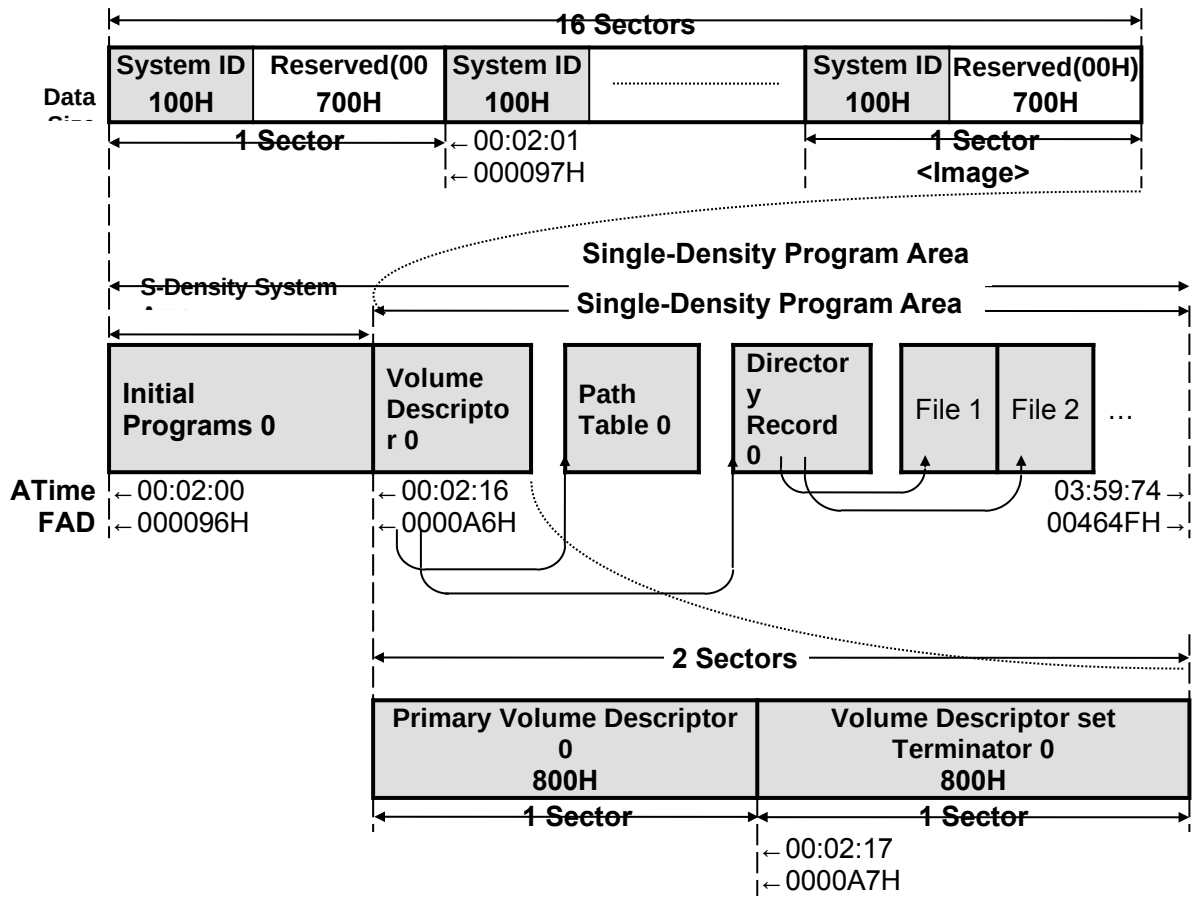 16 Sectors
System ID Reserved(00 System ID System ID Reserved(00H)
Data 100H 700H 100H 100H 700H
1 Sector ←00:02:01 1 Sector
←000097H <Image>
Single-Density Program Area
S-Density System
Single-Density Program Area
Initial
Programs 0
Volume
Descripto
r 0
Path
Table 0
Director
y
Record
0
File 1 File 2 …
ATime ←00:02:00 ←00:02:16 03:59:74→
FAD ←000096H ←0000A6H 00464FH→
2 Sectors
Primary Volume Descriptor
0
800H
Volume Descriptor set
Terminator 0
800H
1 Sector 1 Sector
←00:02:17
←0000A7H